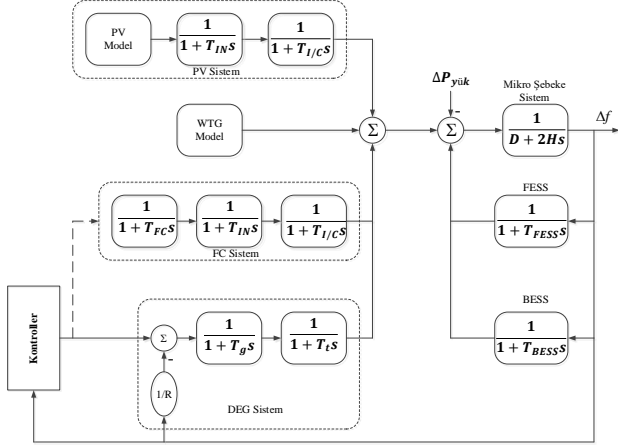 PV Model
1 / 1 + T_IN s
1 / 1 + T_I/C s
PV Sistem
WTG Model
Σ
ΔP_yük
-
Σ
Mikro Şebeke Sistem
1 / D + 2Hs
Δf
1 / 1 + T_FC s
1 / 1 + T_IN s
1 / 1 + T_I/C s
FC Sistem
FESS
1 / 1 + T_FESS s
BESS
1 / 1 + T_BESS s
Kontroller
Σ
-
1 / 1 + T_g s
1 / 1 + T_t s
1/R
DEG Sistem